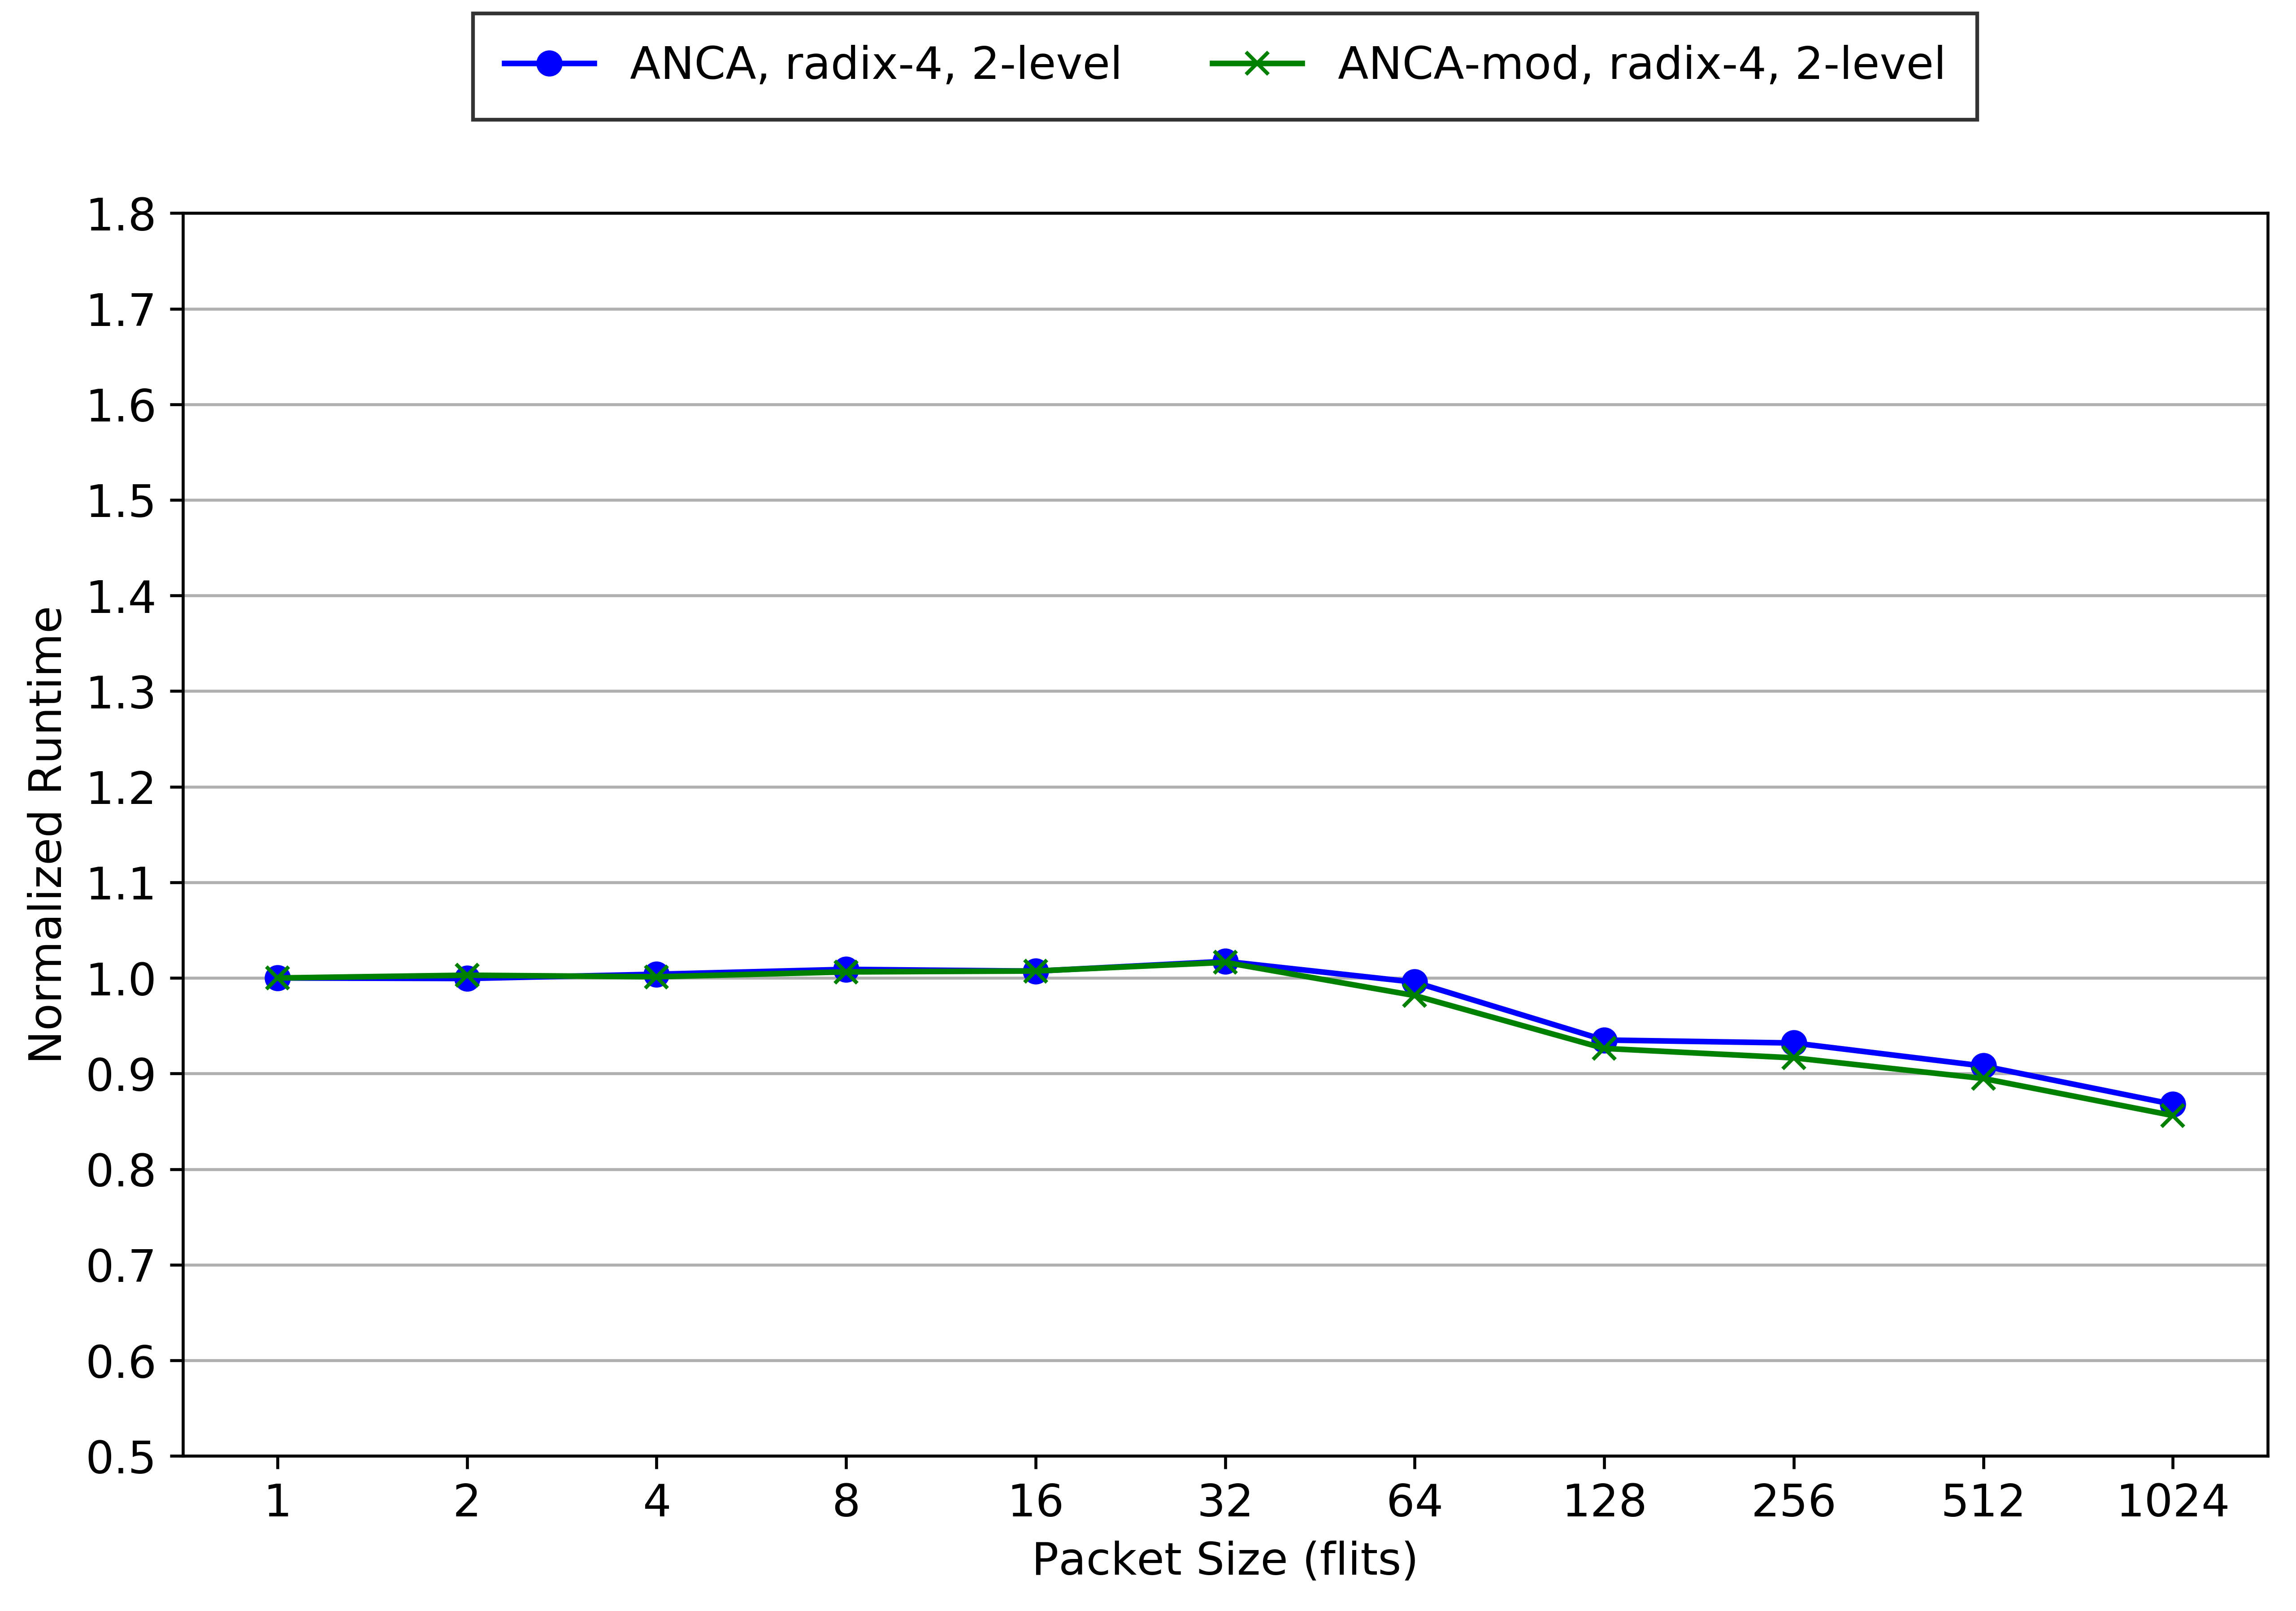 ANCA, radix-4, 2-level
ANCA-mod, radix-4, 2-level
1.8
1.7
1.6
1.5
1.4
1.3
1.2
1.1
1.0
0.9
0.8
0.7
0.6
0.5
Normalized Runtime
1 2 4 8 16 32 64 128 256 512 1024
Packet Size (flits)